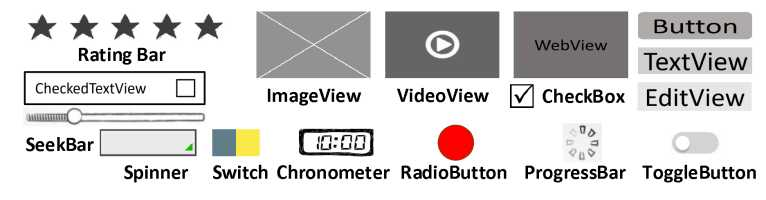 Rating Bar
CheckedTextView
SeekBar
Spinner
Switch
ImageView
VideoView
WebView
CheckBox
Button
TextView
EditView
10:00
Chronometer
RadioButton
ProgressBar
ToggleButton